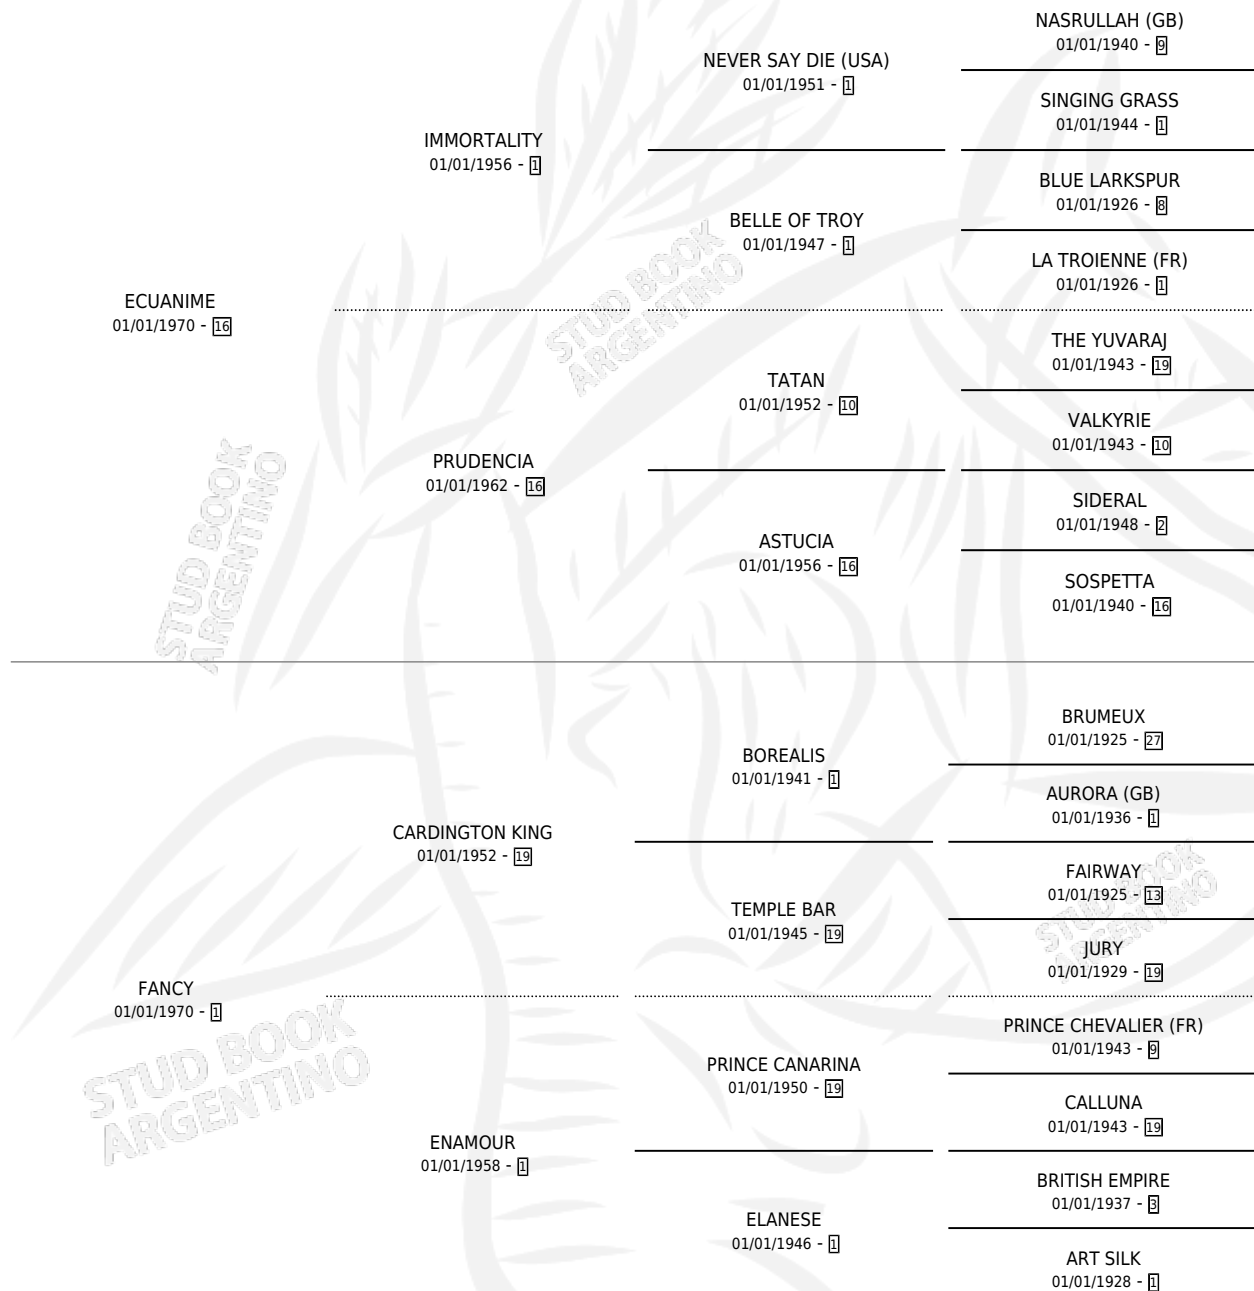 NASRULLAH (GB)
01/01/1940 - 9
NEVER SAY DIE (USA)
01/01/1951 - 1
SINGING GRASS
01/01/1944 - 1
IMMORTALITY
01/01/1956 - 1
BLUE LARKSPUR
01/01/1926 - 8
BELLE OF TROY
01/01/1947 - 1
LA TROIENNE (FR)
01/01/1926 - 1
ECUANIME
01/01/1970 - 16
THE YUVARAJ
01/01/1943 - 19
TATAN
01/01/1952 - 10
VALKYRIE
01/01/1943 - 10
PRUDENCIA
01/01/1962 - 16
SIDERAL
01/01/1948 - 2
ASTUCIA
01/01/1956 - 16
SOSPETTA
01/01/1940 - 16
BRUMEUX
01/01/1925 - 27
BOREALIS
01/01/1941 - 1
AURORA (GB)
01/01/1936 - 1
CARDINGTON KING
01/01/1952 - 19
FAIRWAY
01/01/1925 - 13
TEMPLE BAR
01/01/1945 - 19
JURY
01/01/1929 - 19
FANCY
01/01/1970 - 1
PRINCE CHEVALIER (FR)
01/01/1943 - 9
PRINCE CANARINA
01/01/1950 - 19
CALLUNA
01/01/1943 - 19
ENAMOUR
01/01/1958 - 1
BRITISH EMPIRE
01/01/1937 - 3
ELANESE
01/01/1946 - 1
ART SILK
01/01/1928 - 1
STUD BOOK
ARGENTINO
STUD BOOK
ARGENTINO
STUD BOOK
ARGENTINO
STUD BOOK
ARGENTINO